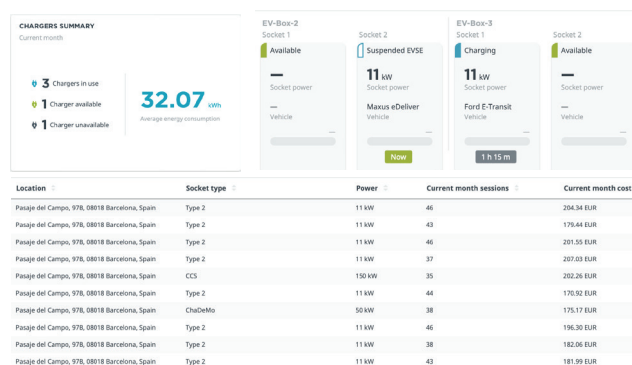 CHARGERS SUMMARY
Current month
3 Chargers in use
1 Charger available
1 Charger unavailable
32.07 kWh
Average energy consumption
EV-Box-2
Socket 1
Available
—
Socket power
—
Vehicle
—
Socket 2
Suspended EVSE
11 kW
Socket power
Maxus eDeliver
Vehicle
—
Now
EV-Box-3
Socket 1
Charging
11 kW
Socket power
Ford E-Transit
Vehicle
—
1 h 15 m
Socket 2
Available
—
Socket power
—
Vehicle
—
Location Socket type Power Current month sessions Current month cost
Pasaje del Campo, 97B, 08018 Barcelona, Spain Type 2 11 kW 46 204.34 EUR
Pasaje del Campo, 97B, 08018 Barcelona, Spain Type 2 11 kW 43 179.44 EUR
Pasaje del Campo, 97B, 08018 Barcelona, Spain Type 2 11 kW 46 201.55 EUR
Pasaje del Campo, 97B, 08018 Barcelona, Spain Type 2 11 kW 37 207.03 EUR
Pasaje del Campo, 97B, 08018 Barcelona, Spain CCS 150 kW 35 202.26 EUR
Pasaje del Campo, 97B, 08018 Barcelona, Spain Type 2 11 kW 44 170.92 EUR
Pasaje del Campo, 97B, 08018 Barcelona, Spain ChaDeMo 50 kW 38 175.17 EUR
Pasaje del Campo, 97B, 08018 Barcelona, Spain Type 2 11 kW 46 196.30 EUR
Pasaje del Campo, 97B, 08018 Barcelona, Spain Type 2 11 kW 38 182.06 EUR
Pasaje del Campo, 97B, 08018 Barcelona, Spain Type 2 11 kW 43 181.99 EUR